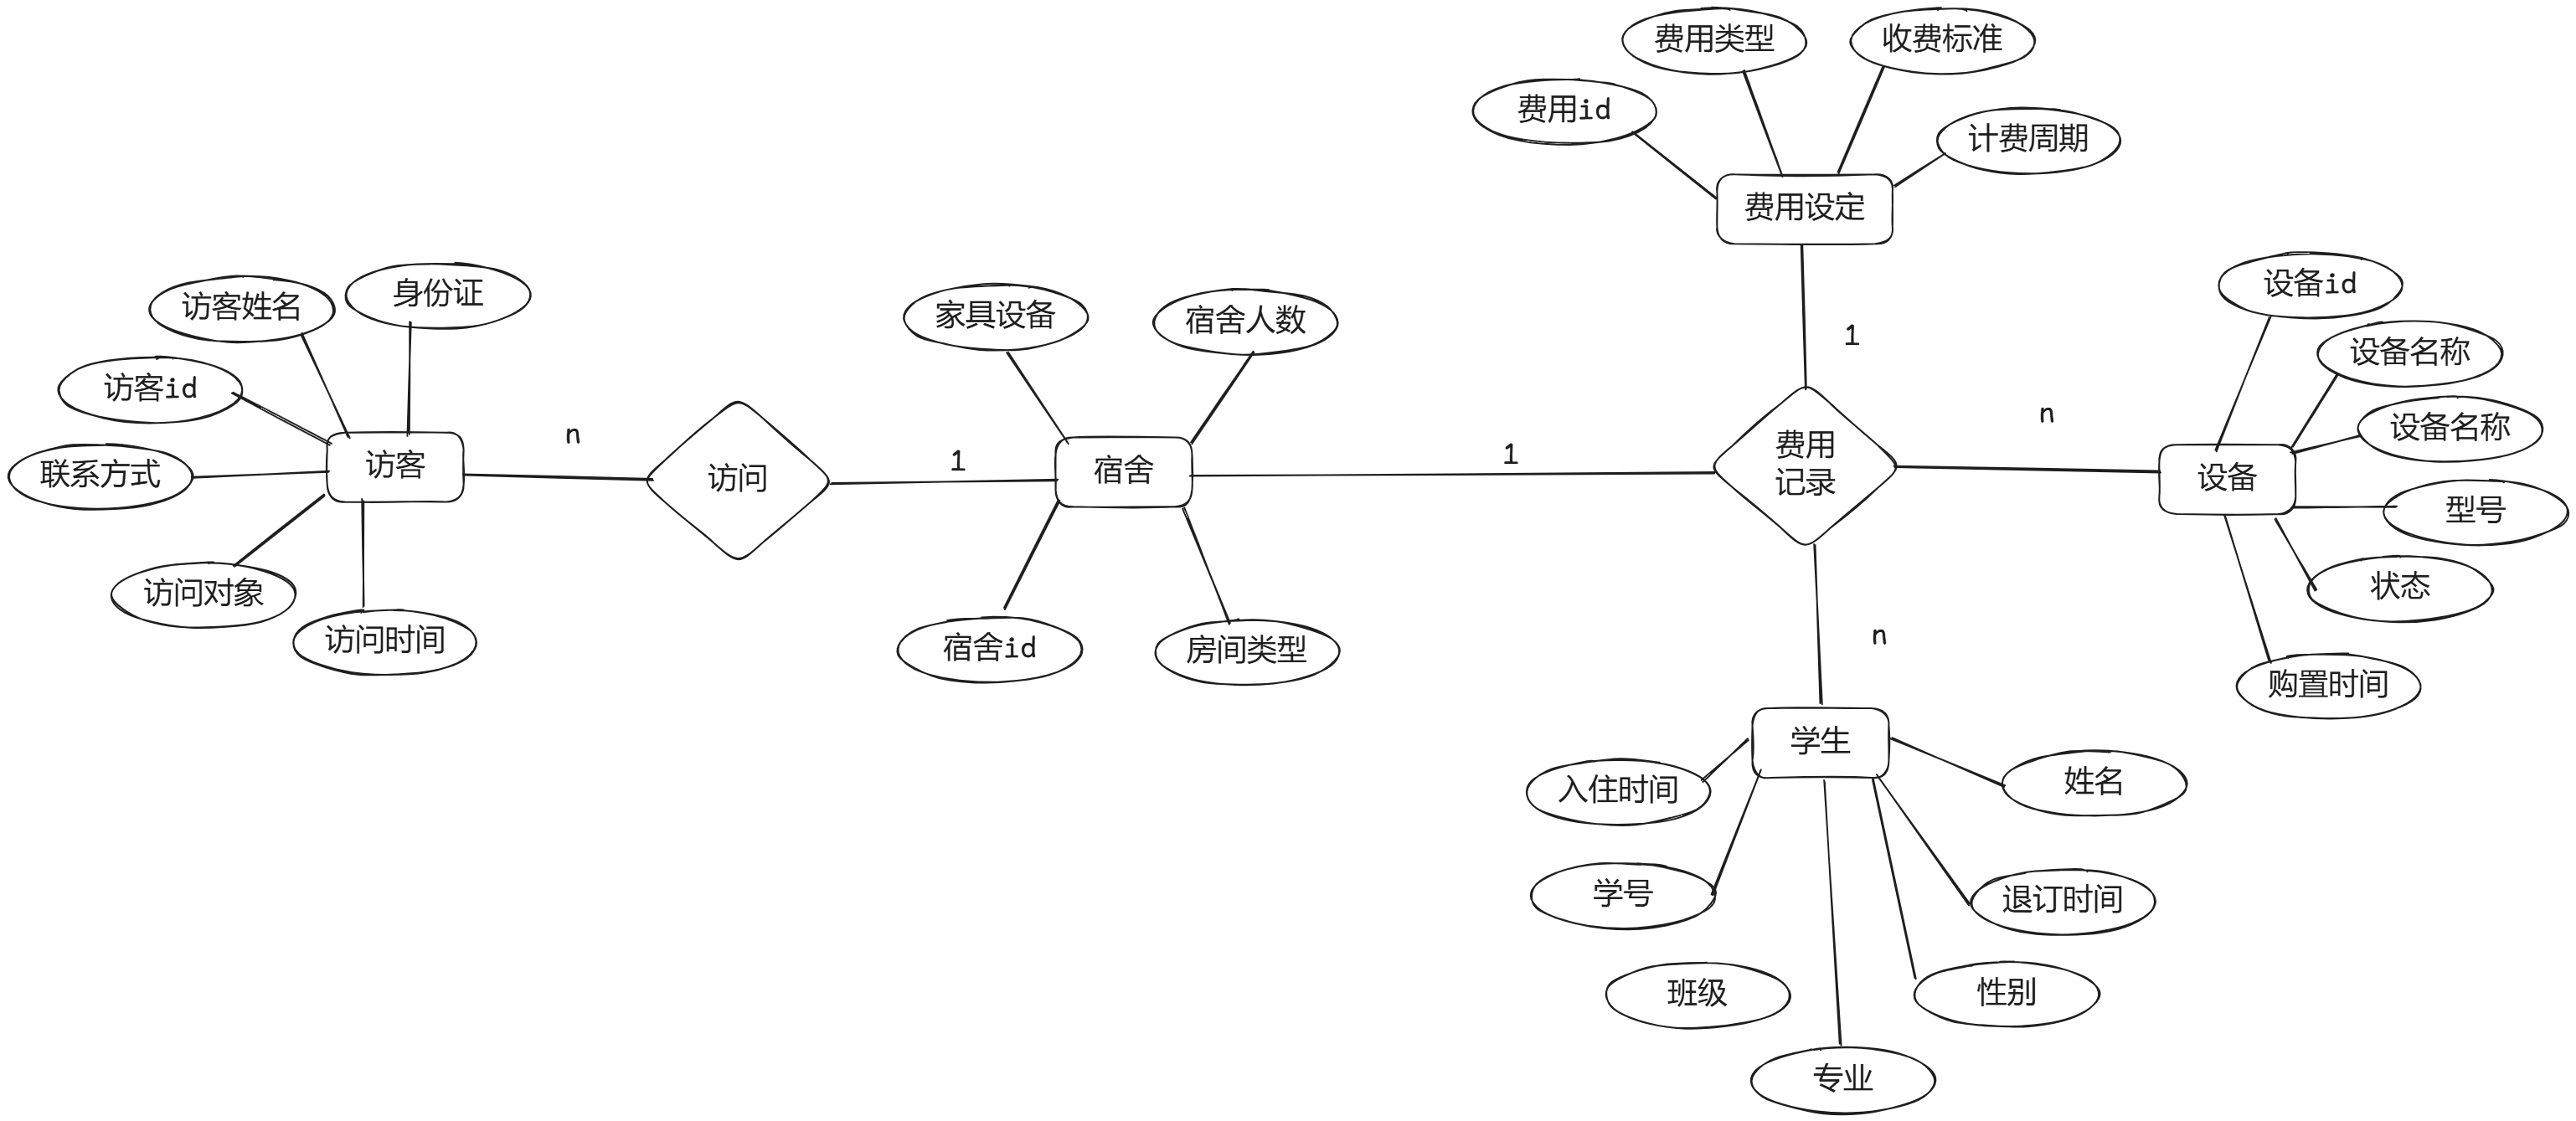 费用类型
收费标准
费用id
计费周期
费用设定
访客姓名
身份证
访客id
联系方式
访客
访问对象
访问时间
n
访问
1
家具设备
宿舍人数
宿舍
宿舍id
房间类型
1
1
费用
记录
n
n
设备id
设备名称
设备名称
设备
型号
状态
购置时间
学生
入住时间
姓名
学号
退订时间
班级
性别
专业